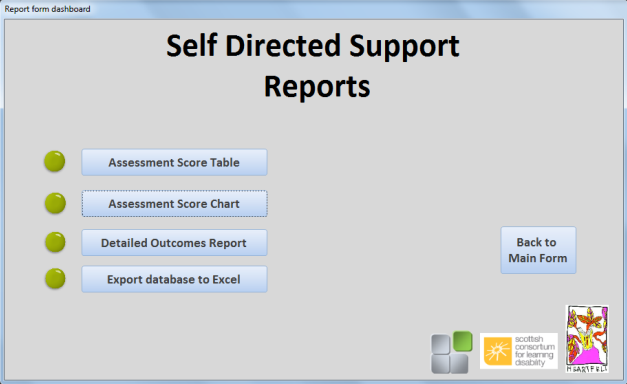 Report form dashboard
Self Directed Support
Reports
Assessment Score Table
Assessment Score Chart
Detailed Outcomes Report
Export database to Excel
Back to
Main Form
scottish
consortium
for learning
disability
HEARTFELT